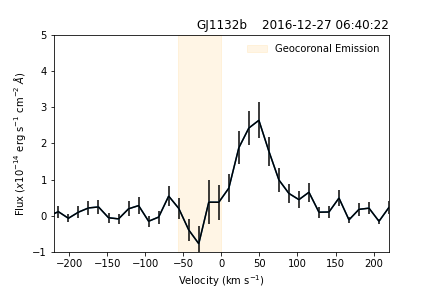 GJ1132b 2016-12-27 06:40:22
Geocoronal Emission
5
4
3
2
1
0
−1
Flux (x10⁻¹⁴ erg s⁻¹ cm⁻² Å)
−200 −150 −100 −50 0 50 100 150 200
Velocity (km s⁻¹)